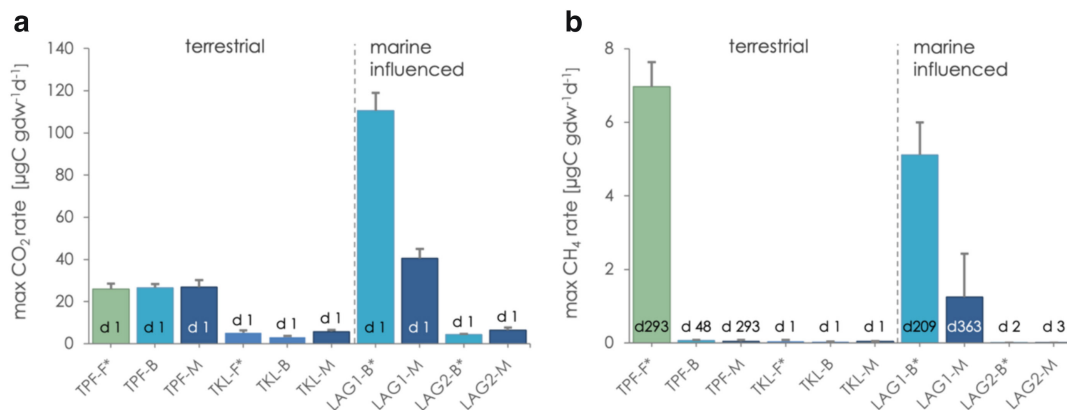 a
terrestrial
marine
influenced
max CO₂ rate [µgC gdw⁻¹d⁻¹]
140
120
100
80
60
40
20
0
d 1
d 1
d 1
d 1
d 1
d 1
d 1
d 1
d 1
d 1
TPF-F*
TPF-B
TPF-M
TKL-F*
TKL-B
TKL-M
LAG1-B*
LAG1-M
LAG2-B*
LAG2-M
b
terrestrial
marine
influenced
max CH₄ rate [µgC gdw⁻¹d⁻¹]
8
6
4
2
0
d293
d 48
d 293
d 1
d 1
d 1
d209
d363
d 2
d 3
TPF-F*
TPF-B
TPF-M
TKL-F*
TKL-B
TKL-M
LAG1-B*
LAG1-M
LAG2-B*
LAG2-M